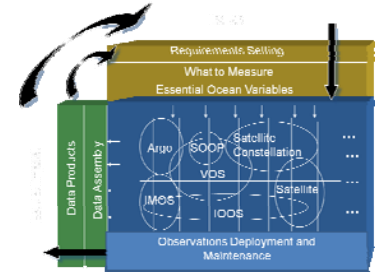 Requirements Setting
What to Measure
Essential Ocean Variables
Argo
SOOP
Satellite
Constellation
...
...
VOS
Satellite
IMOS
IOOS
...
Data Products
Data Assembly
Observations Deployment and
Maintenance